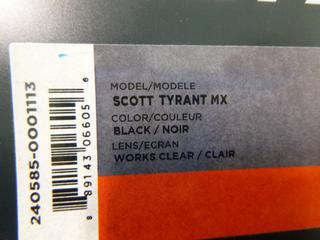 MODEL/MODELE
SCOTT TYRANT MX
COLOR/COULEUR
BLACK / NOIR
LENS/ECRAN
WORKS CLEAR / CLAIR
240585-0001113
8 89143 06605 6